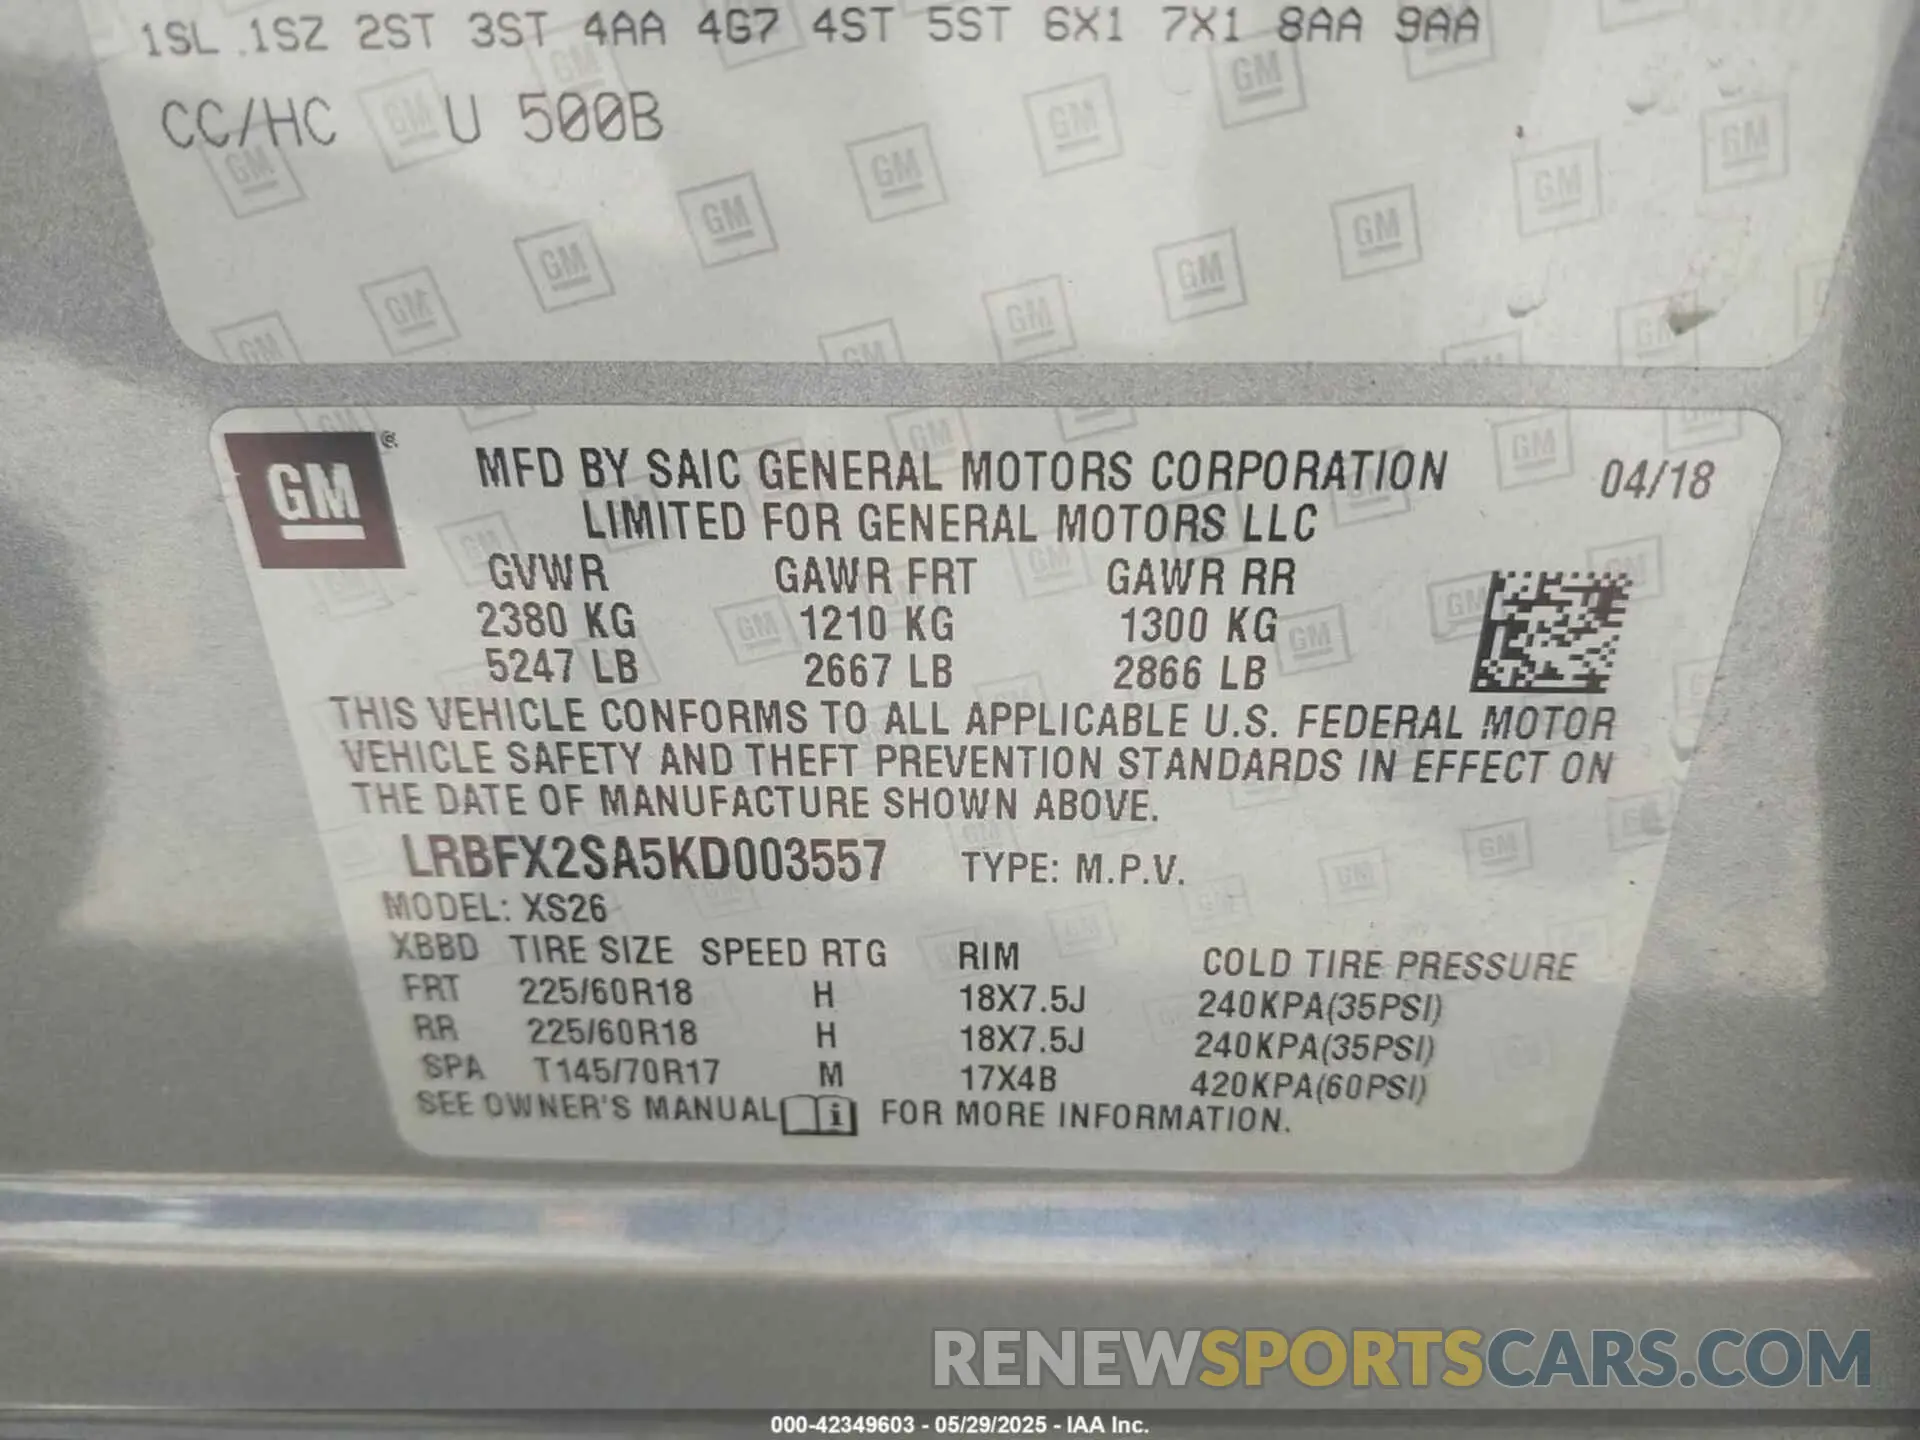 1SL 1SZ 2ST 3ST 4AA 4G7 4ST 5ST 6X1 7X1 8AA 9AA
CC/HC U 500B
GM ®
MFD BY SAIC GENERAL MOTORS CORPORATION 04/18
LIMITED FOR GENERAL MOTORS LLC
GVWR GAWR FRT GAWR RR
2380 KG 1210 KG 1300 KG
5247 LB 2667 LB 2866 LB
THIS VEHICLE CONFORMS TO ALL APPLICABLE U.S. FEDERAL MOTOR
VEHICLE SAFETY AND THEFT PREVENTION STANDARDS IN EFFECT ON
THE DATE OF MANUFACTURE SHOWN ABOVE.
LRBFX2SA5KD003557 TYPE: M.P.V.
MODEL: XS26
XBBD TIRE SIZE SPEED RTG RIM COLD TIRE PRESSURE
FRT 225/60R18 H 18X7.5J 240KPA(35PSI)
RR 225/60R18 H 18X7.5J 240KPA(35PSI)
SPA T145/70R17 M 17X4B 420KPA(60PSI)
SEE OWNER'S MANUAL i FOR MORE INFORMATION.
RENEWSPORTSCARS.COM
000-42349603 - 05/29/2025 - IAA Inc.